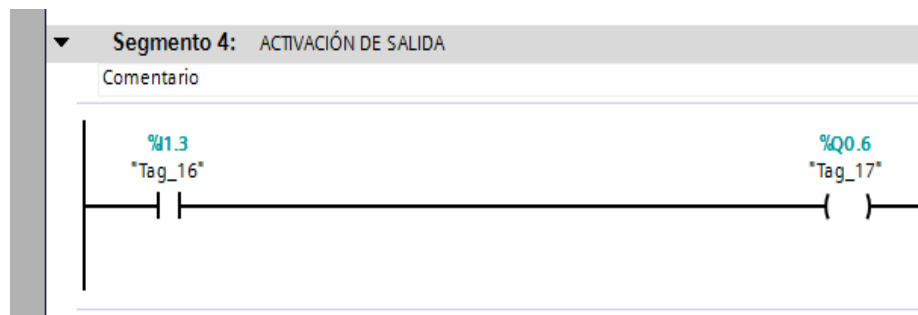 Segmento 4: ACTIVACIÓN DE SALIDA
Comentario
%I1.3 %Q0.6
"Tag_16" "Tag_17"